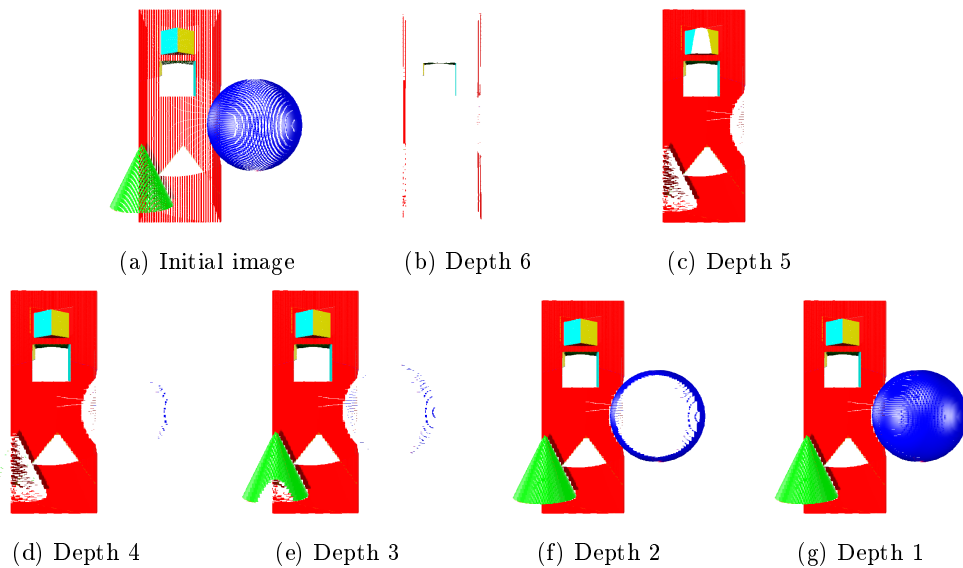 (a) Initial image
(b) Depth 6
(c) Depth 5
(d) Depth 4
(e) Depth 3
(f) Depth 2
(g) Depth 1